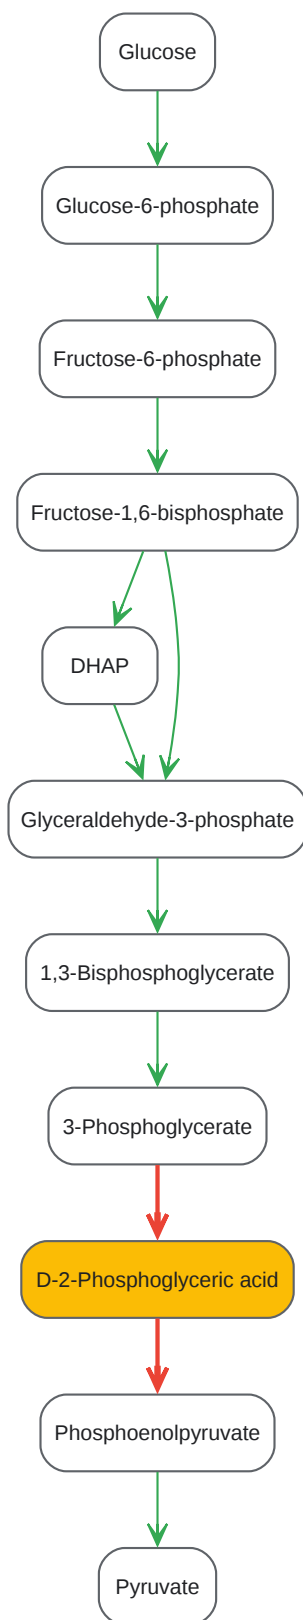 Glucose
Glucose-6-phosphate
Fructose-6-phosphate
Fructose-1,6-bisphosphate
DHAP
Glyceraldehyde-3-phosphate
1,3-Bisphosphoglycerate
3-Phosphoglycerate
D-2-Phosphoglyceric acid
Phosphoenolpyruvate
Pyruvate